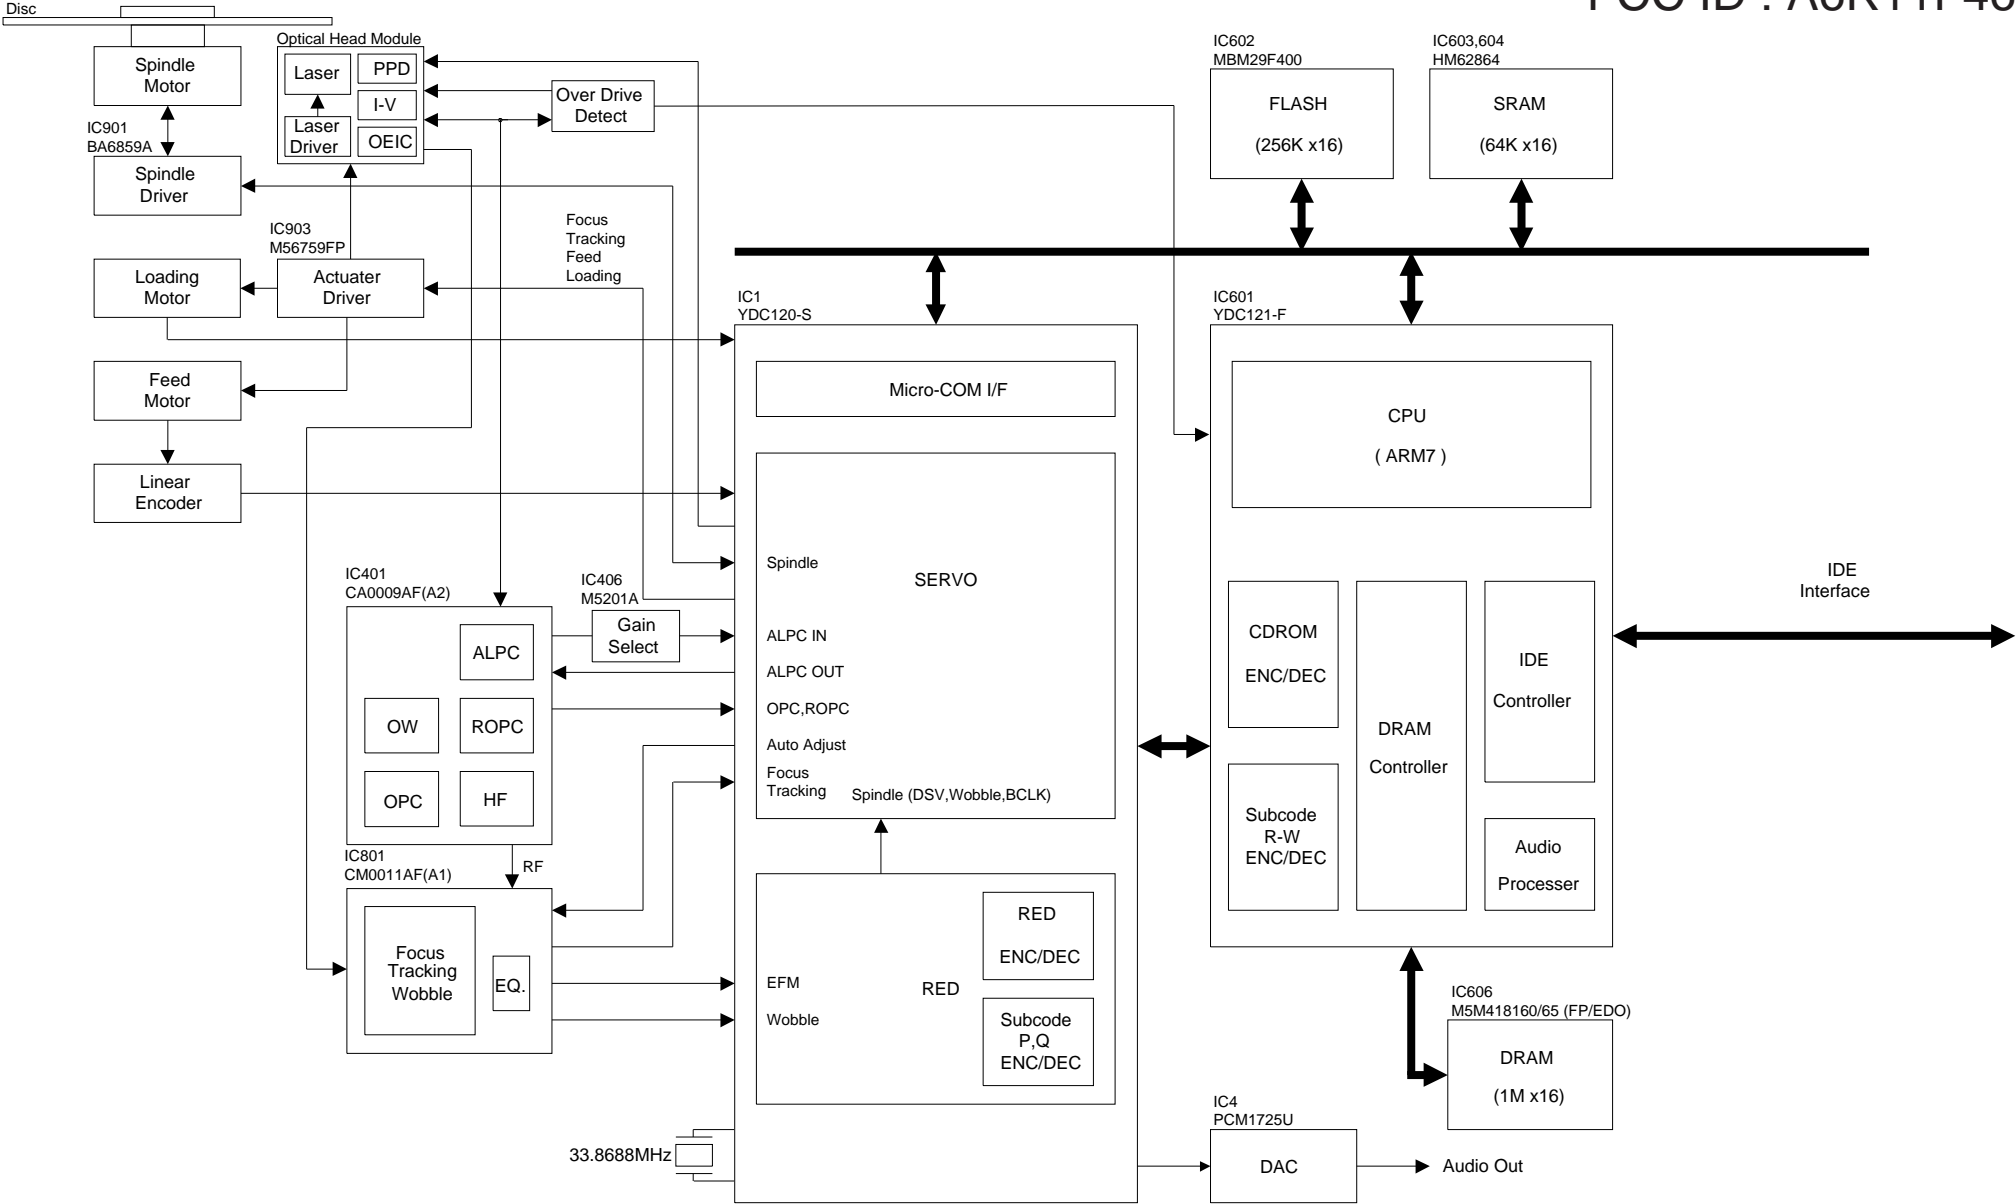 Disc
FCC ID :
Spindle
Motor
IC901
BA6859A
Spindle
Driver
Optical Head Module
Laser
PPD
I-V
Laser
Driver
OEIC
Over Drive
Detect
IC903
M56759FP
Actuater
Driver
Loading
Motor
Focus
Tracking
Feed
Loading
Feed
Motor
Linear
Encoder
IC602
MBM29F400
FLASH
(256K x16)
IC603,604
HM62864
SRAM
(64K x16)
IC1
YDC120-S
Micro-COM I/F
Spindle
SERVO
ALPC IN
ALPC OUT
OPC,ROPC
Auto Adjust
Focus
Tracking
Spindle (DSV,Wobble,BCLK)
RED
ENC/DEC
EFM
RED
Wobble
Subcode
P,Q
ENC/DEC
IC401
CA0009AF(A2)
ALPC
OW
ROPC
OPC
HF
IC406
M5201A
Gain
Select
RF
IC801
CM0011AF(A1)
Focus
Tracking
Wobble
EQ.
33.8688MHz
IC601
YDC121-F
CPU
( ARM7 )
CDROM
ENC/DEC
Subcode
R-W
ENC/DEC
DRAM
Controller
IDE
Controller
Audio
Processer
IDE
Interface
IC606
M5M418160/65 (FP/EDO)
DRAM
(1M x16)
IC4
PCM1725U
DAC
Audio Out